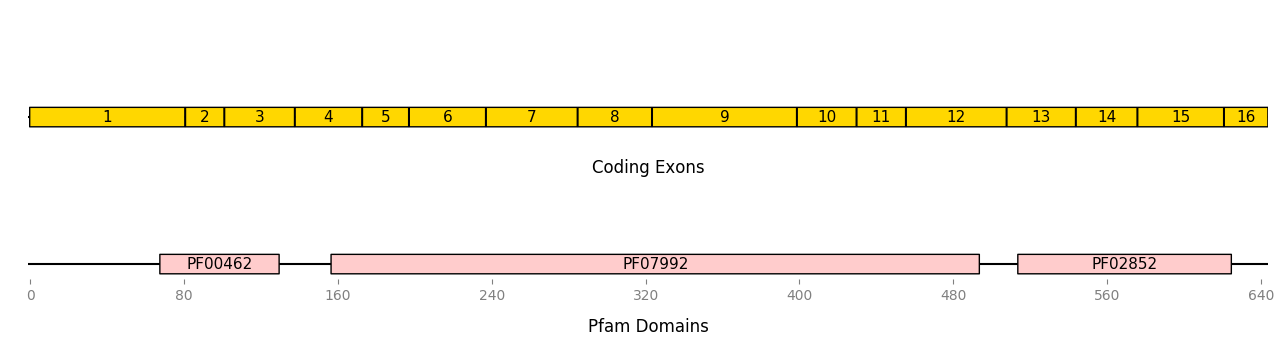 1 2 3 4 5 6 7 8 9 10 11 12 13 14 15 16
Coding Exons
PF00462 PF07992 PF02852
0 80 160 240 320 400 480 560 640
Pfam Domains